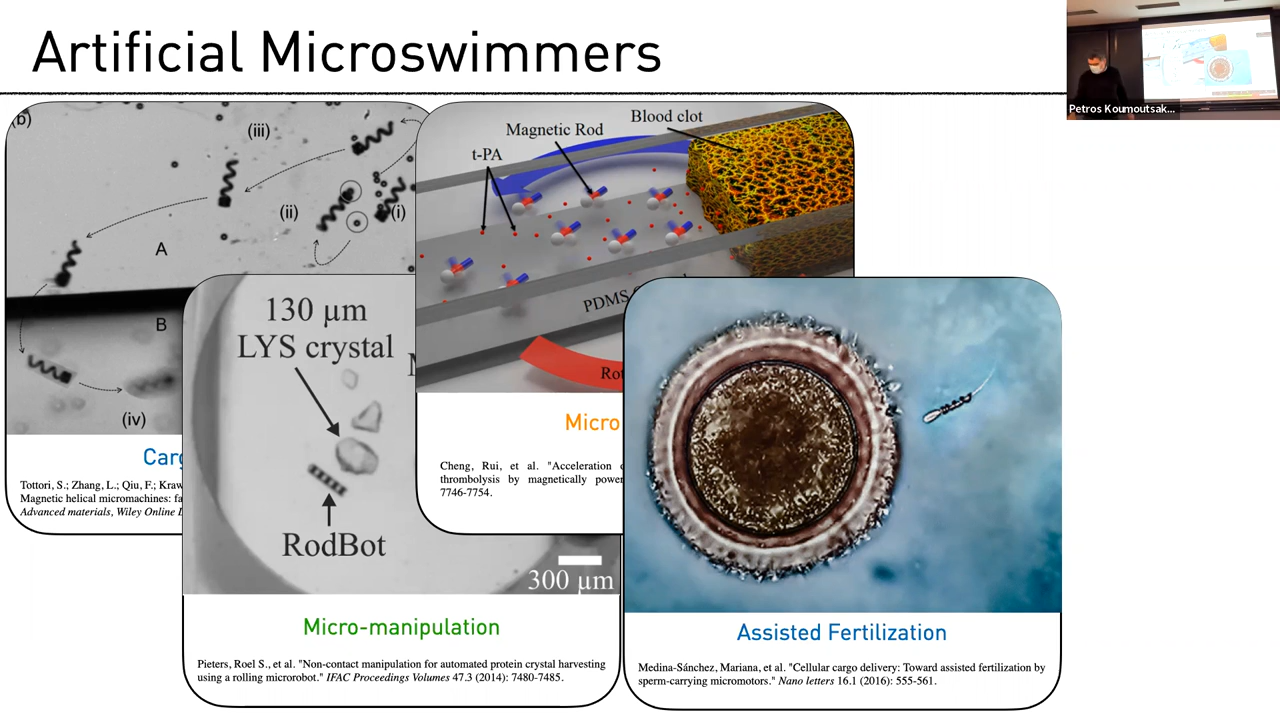 Artificial Microswimmers
Petros Koumoutsak...
(b)
(iii)
(ii)
(i)
A
B
(iv)
Tottori, S.; Zhang, L.; Qiu, F.; Kraw
Magnetic helical micromachines: fa
Advanced materials, Wiley Online
Blood clot
Magnetic Rod
t-PA
PDMS
Rot
Micro
Cheng, Rui, et al. "Acceleration
thrombolysis by magnetically power
7746-7754.
130 µm
LYS crystal
RodBot
300 µm
Micro-manipulation
Pieters, Roel S., et al. "Non-contact manipulation for automated protein crystal harvesting
using a rolling microrobot." IFAC Proceedings Volumes 47.3 (2014): 7480-7485.
Assisted Fertilization
Medina-Sánchez, Mariana, et al. "Cellular cargo delivery: Toward assisted fertilization by
sperm-carrying micromotors." Nano letters 16.1 (2016): 555-561.